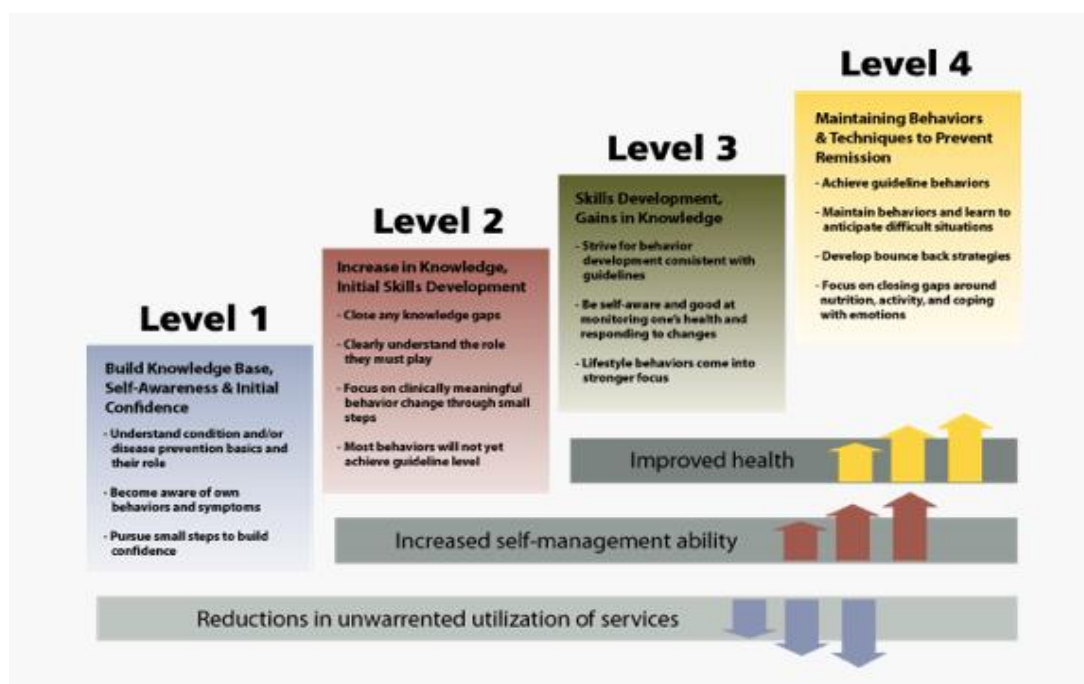 Level 1
Build Knowledge Base,
Self-Awareness & Initial
Confidence
- Understand condition and/or
disease prevention basics and
their role
- Become aware of own
behaviors and symptoms
- Pursue small steps to build
confidence
Level 2
Increase in Knowledge,
Initial Skills Development
- Close any knowledge gaps
- Clearly understand the role
they must play
- Focus on clinically meaningful
behavior change through small
steps
- Most behaviors will not yet
achieve guideline level
Level 3
Skills Development,
Gains in Knowledge
- Strive for behavior
development consistent with
guidelines
- Be self-aware and good at
monitoring one's health and
responding to changes
- Lifestyle behaviors come into
stronger focus
Level 4
Maintaining Behaviors
& Techniques to Prevent
Remission
- Achieve guideline behaviors
- Maintain behaviors and learn to
anticipate difficult situations
- Develop bounce back strategies
- Focus on closing gaps around
nutrition, activity, and coping
with emotions
Improved health
Increased self-management ability
Reductions in unwarrented utilization of services